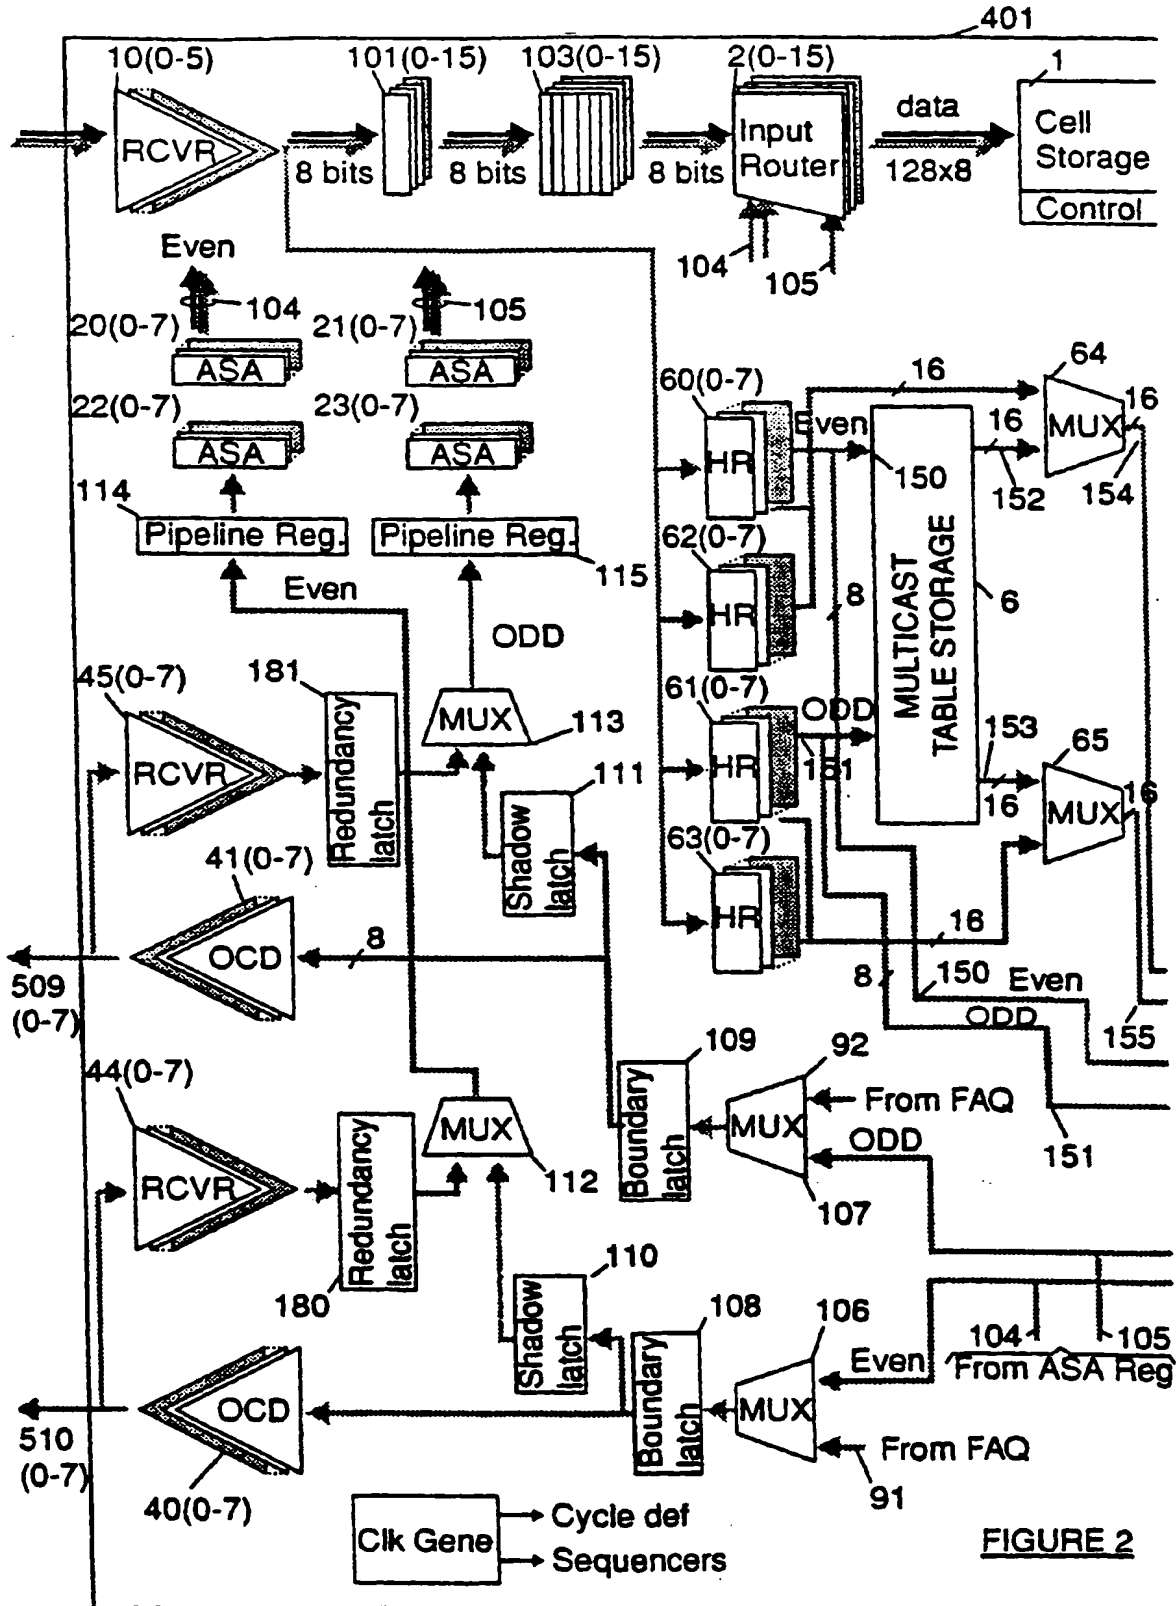 401
10(0-5) 101(0-15) 103(0-15) 2(0-15) 1
RCVR
8 bits
8 bits
8 bits
Input
Router
data
128x8
Cell
Storage
Control
104
105
Even
104
105
20(0-7)
ASA
21(0-7)
ASA
22(0-7)
ASA
23(0-7)
ASA
114
Pipeline Reg.
Pipeline Reg.
115
Even
ODD
60(0-7)
HR
Even
150
62(0-7)
HR
61(0-7)
HR
ODD
151
63(0-7)
HR
8
MULTICAST
TABLE STORAGE
6
16
16
152
64
MUX
16
154
153
16
65
MUX
16
16
8
150
Even
ODD
155
151
45(0-7)
RCVR
181
Redundancy
latch
MUX
113
111
Shadow
latch
41(0-7)
OCD
8
509
(0-7)
44(0-7)
RCVR
Redundancy
latch
180
MUX
112
109
Boundary
latch
92
MUX
From FAQ
ODD
107
110
Shadow
latch
108
Boundary
latch
106
MUX
Even
From FAQ
91
104
105
From ASA Reg
OCD
510
(0-7)
40(0-7)
Clk Gene
Cycle def
Sequencers
FIGURE 2